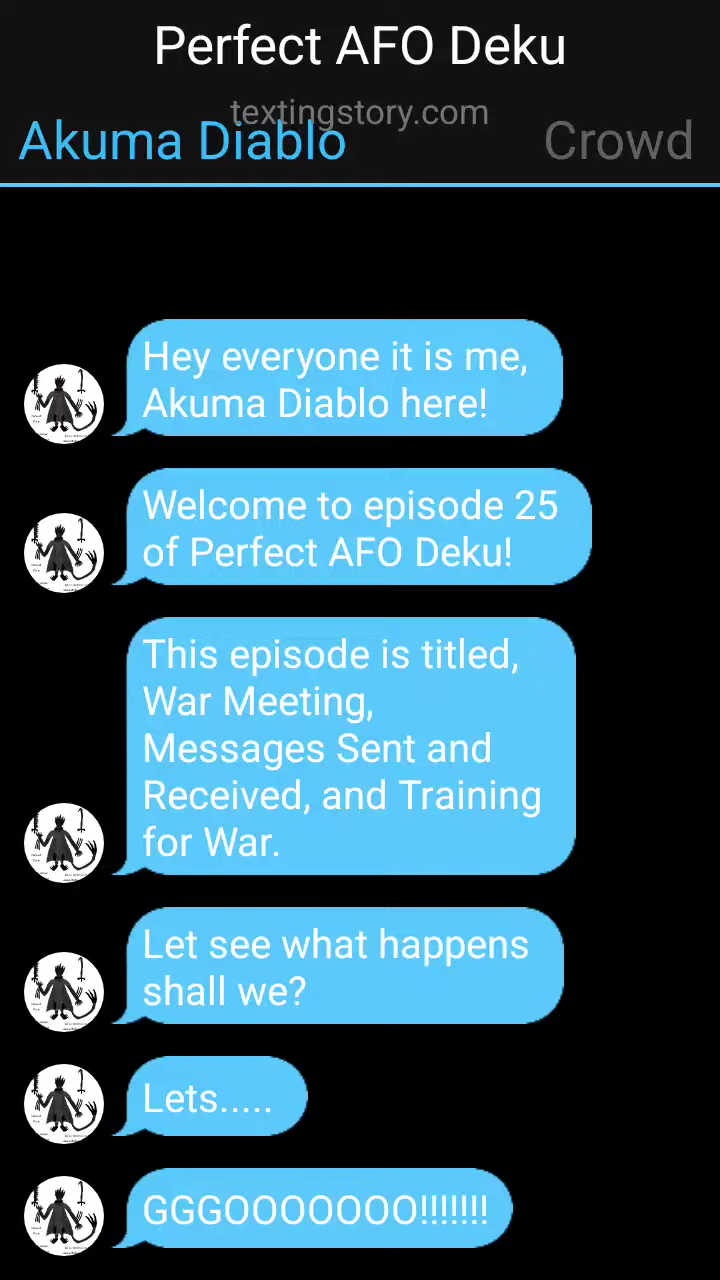 Perfect AFO Deku
textingstory.com
Akuma Diablo
Crowd
Hey everyone it is me,
Akuma Diablo here!
Welcome to episode 25
of Perfect AFO Deku!
This episode is titled,
War Meeting,
Messages Sent and
Received, and Training
for War.
Let see what happens
shall we?
Lets.....
GGGOOOOOOO!!!!!!!